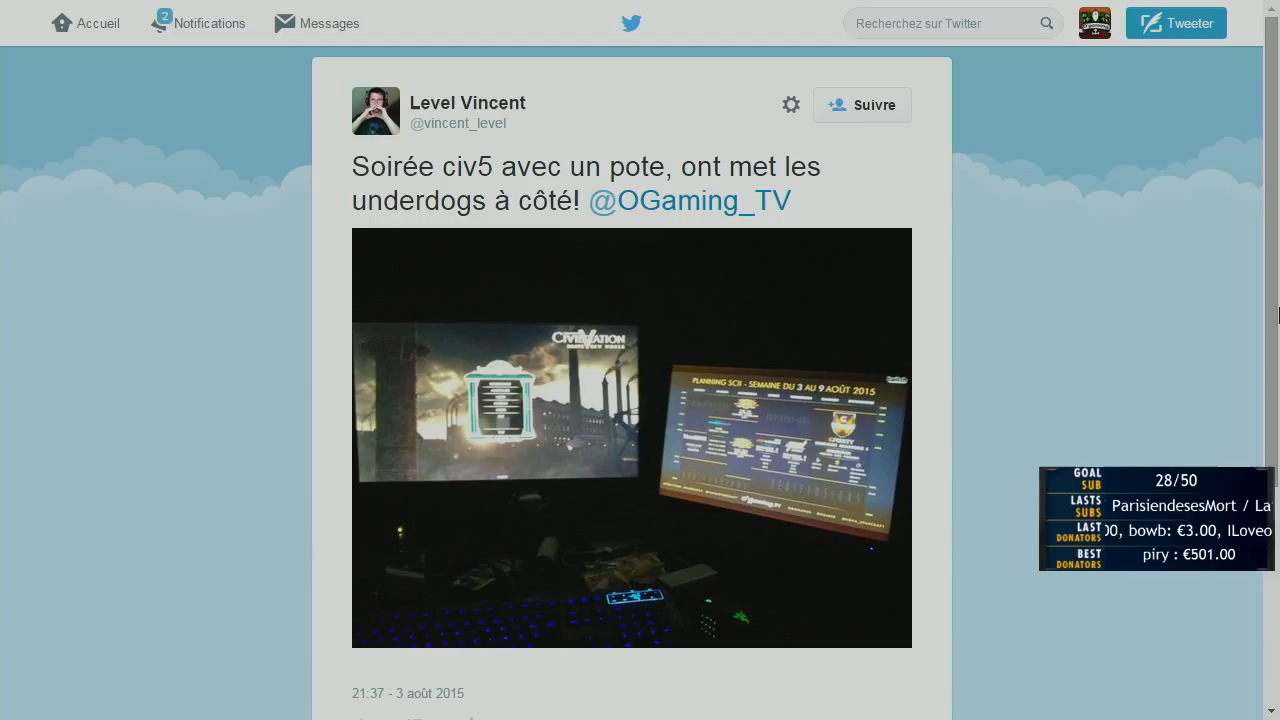 Accueil
2
Notifications
Messages
Recherchez sur Twitter
Tweeter
Level Vincent
@vincent_level
Suivre
Soirée civ5 avec un pote, ont met les
underdogs à côté! @OGaming_TV
CIVILIZATION
PLANNING SCII - SEMAINE DU 3 AU 9 AOÛT 2015
21:37 - 3 août 2015
GOAL SUB 28/50
LASTS SUBS ParisiendesesMort / La
LAST DONATORS 00, bowb: €3.00, ILoveo
BEST DONATORS piry : €501.00